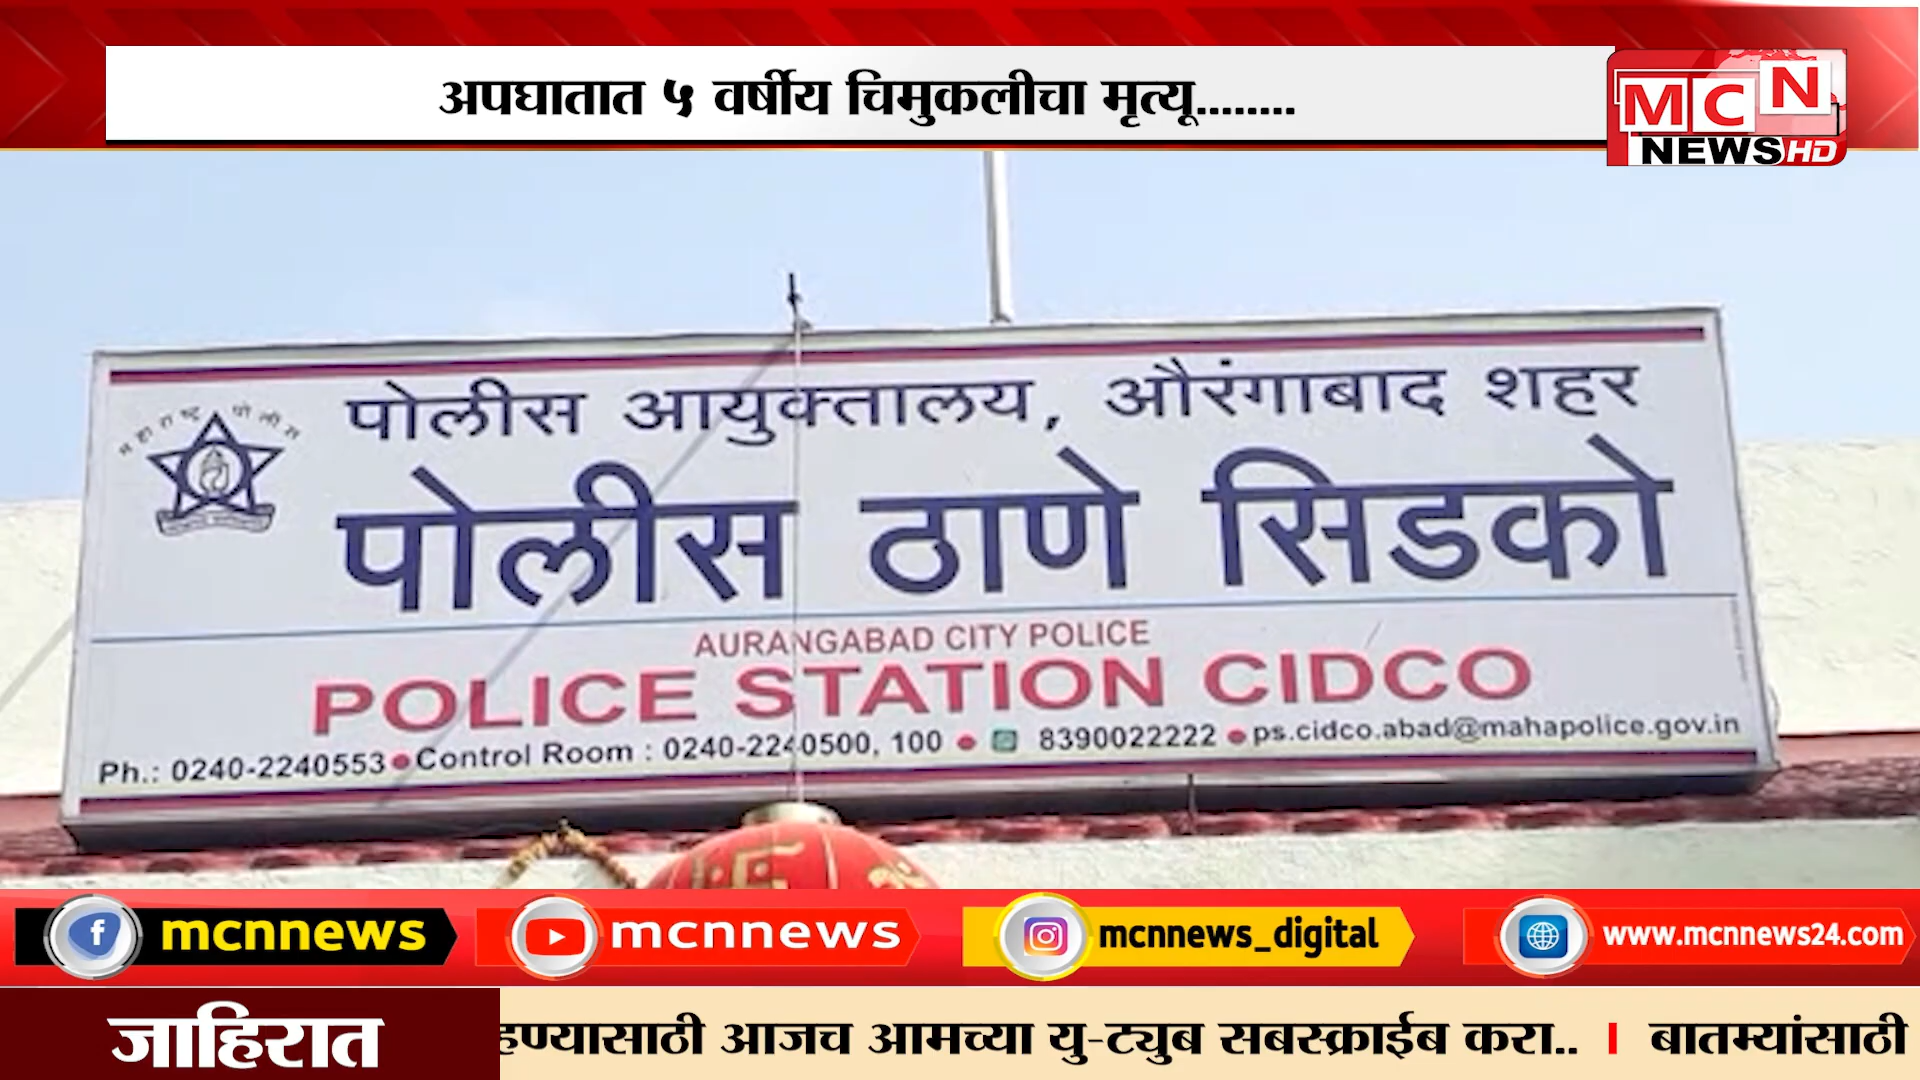 अपघातात ५ वर्षीय चिमुकलीचा मृत्यू........
MCN
NEWS HD
महाराष्ट्र पोलीस
पोलीस आयुक्तालय, औरंगाबाद शहर
पोलीस ठाणे सिडको
AURANGABAD CITY POLICE
POLICE STATION CIDCO
Ph.: 0240-2240553 ● Control Room : 0240-2240500, 100 ● 8390022222 ● ps.cidco.abad@mahapolice.gov.in
mcnnews
mcnnews
mcnnews_digital
www.mcnnews24.com
जाहिरात
हण्यासाठी आजच आमच्या यु-ट्युब सबस्क्राईब करा.. । बातम्यांसाठी